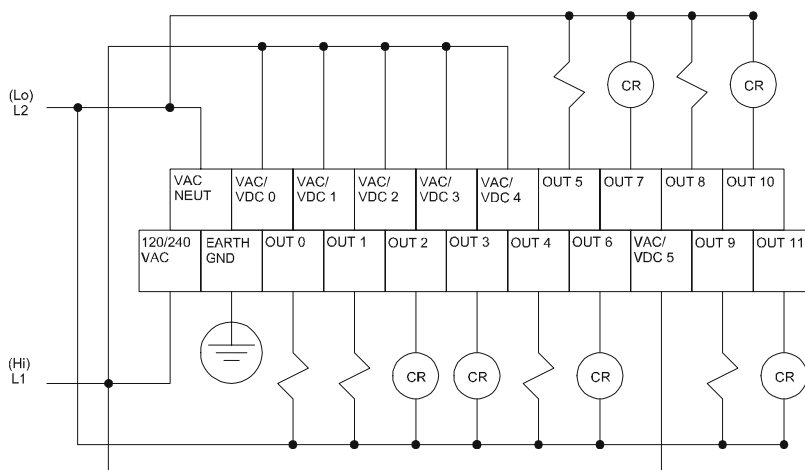 CR
CR
(Lo)
L2
VAC
NEUT
VAC/
VDC 0
VAC/
VDC 1
VAC/
VDC 2
VAC/
VDC 3
VAC/
VDC 4
OUT 5
OUT 7
OUT 8
OUT 10
120/240
VAC
EARTH
GND
OUT 0
OUT 1
OUT 2
OUT 3
OUT 4
OUT 6
VAC/
VDC 5
OUT 9
OUT 11
(Hi)
L1
CR
CR
CR
CR